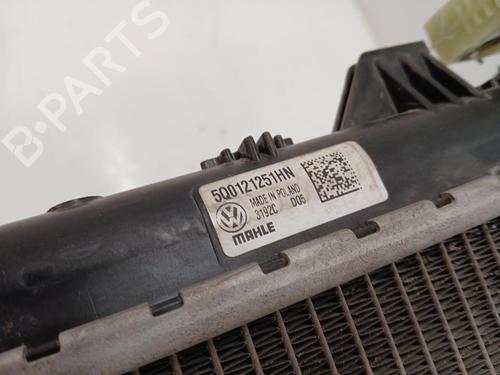 B-PARTS
5Q0121251HN
MADE IN POLAND
3192C D05
MAHLE